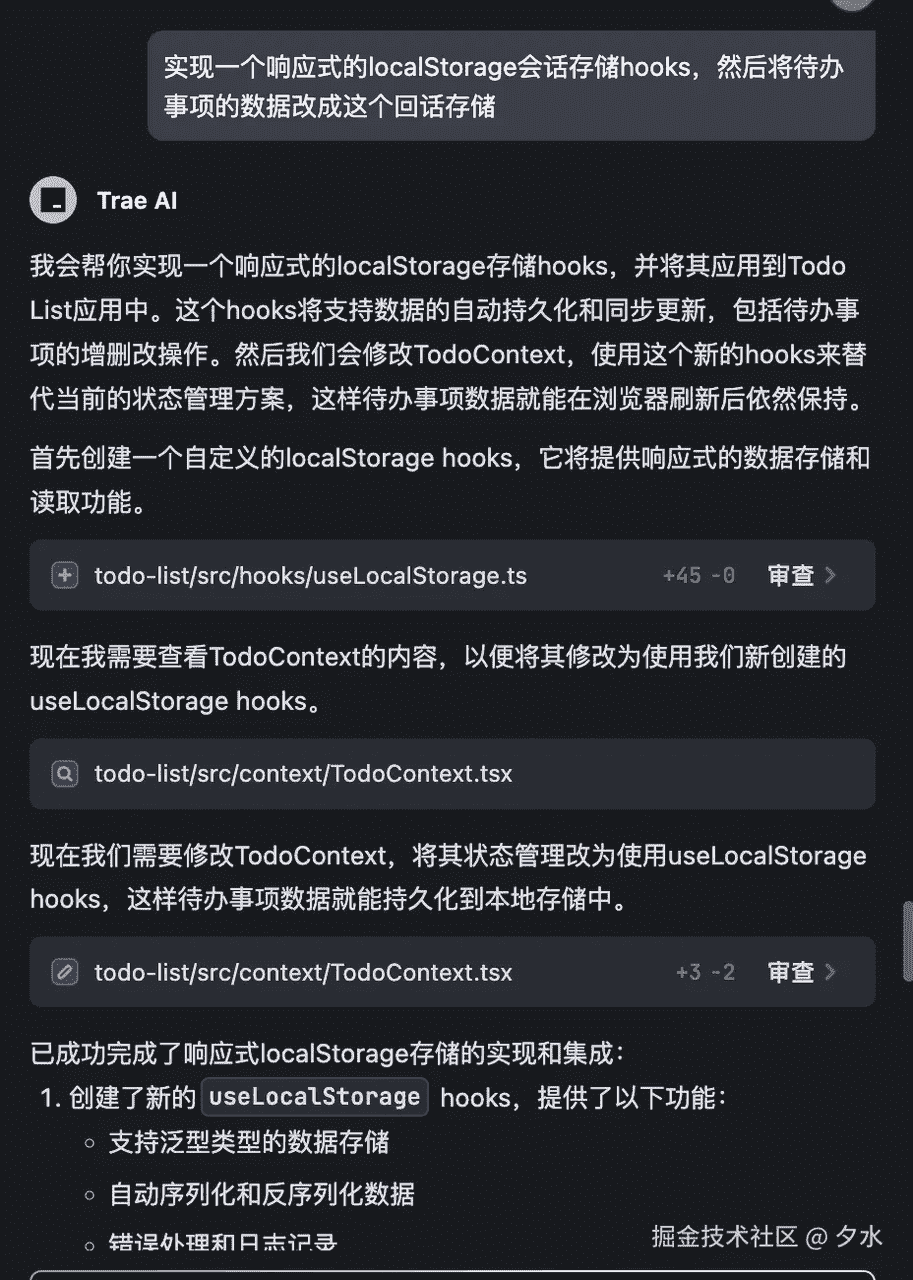 实现一个响应式的localStorage会话存储hooks，然后将待办
事项的数据改成这个回话存储
Trae AI
我会帮你实现一个响应式的localStorage存储hooks，并将其应用到Todo
List应用中。这个hooks将支持数据的自动持久化和同步更新，包括待办事
项的增删改操作。然后我们会修改TodoContext，使用这个新的hooks来替
代当前的状态管理方案，这样待办事项数据就能在浏览器刷新后依然保持。
首先创建一个自定义的localStorage hooks，它将提供响应式的数据存储和
读取功能。
todo-list/src/hooks/useLocalStorage.ts +45 -0 审查
现在我需要查看TodoContext的内容，以便将其修改为使用我们新创建的
useLocalStorage hooks。
todo-list/src/context/TodoContext.tsx
现在我们需要修改TodoContext，将其状态管理改为使用useLocalStorage
hooks，这样待办事项数据就能持久化到本地存储中。
todo-list/src/context/TodoContext.tsx +3 -2 审查
已成功完成了响应式localStorage存储的实现和集成：
1. 创建了新的 useLocalStorage hooks，提供了以下功能：
支持泛型类型的数据存储
自动序列化和反序列化数据
错误处理和日志记录
掘金技术社区 @ 夕水